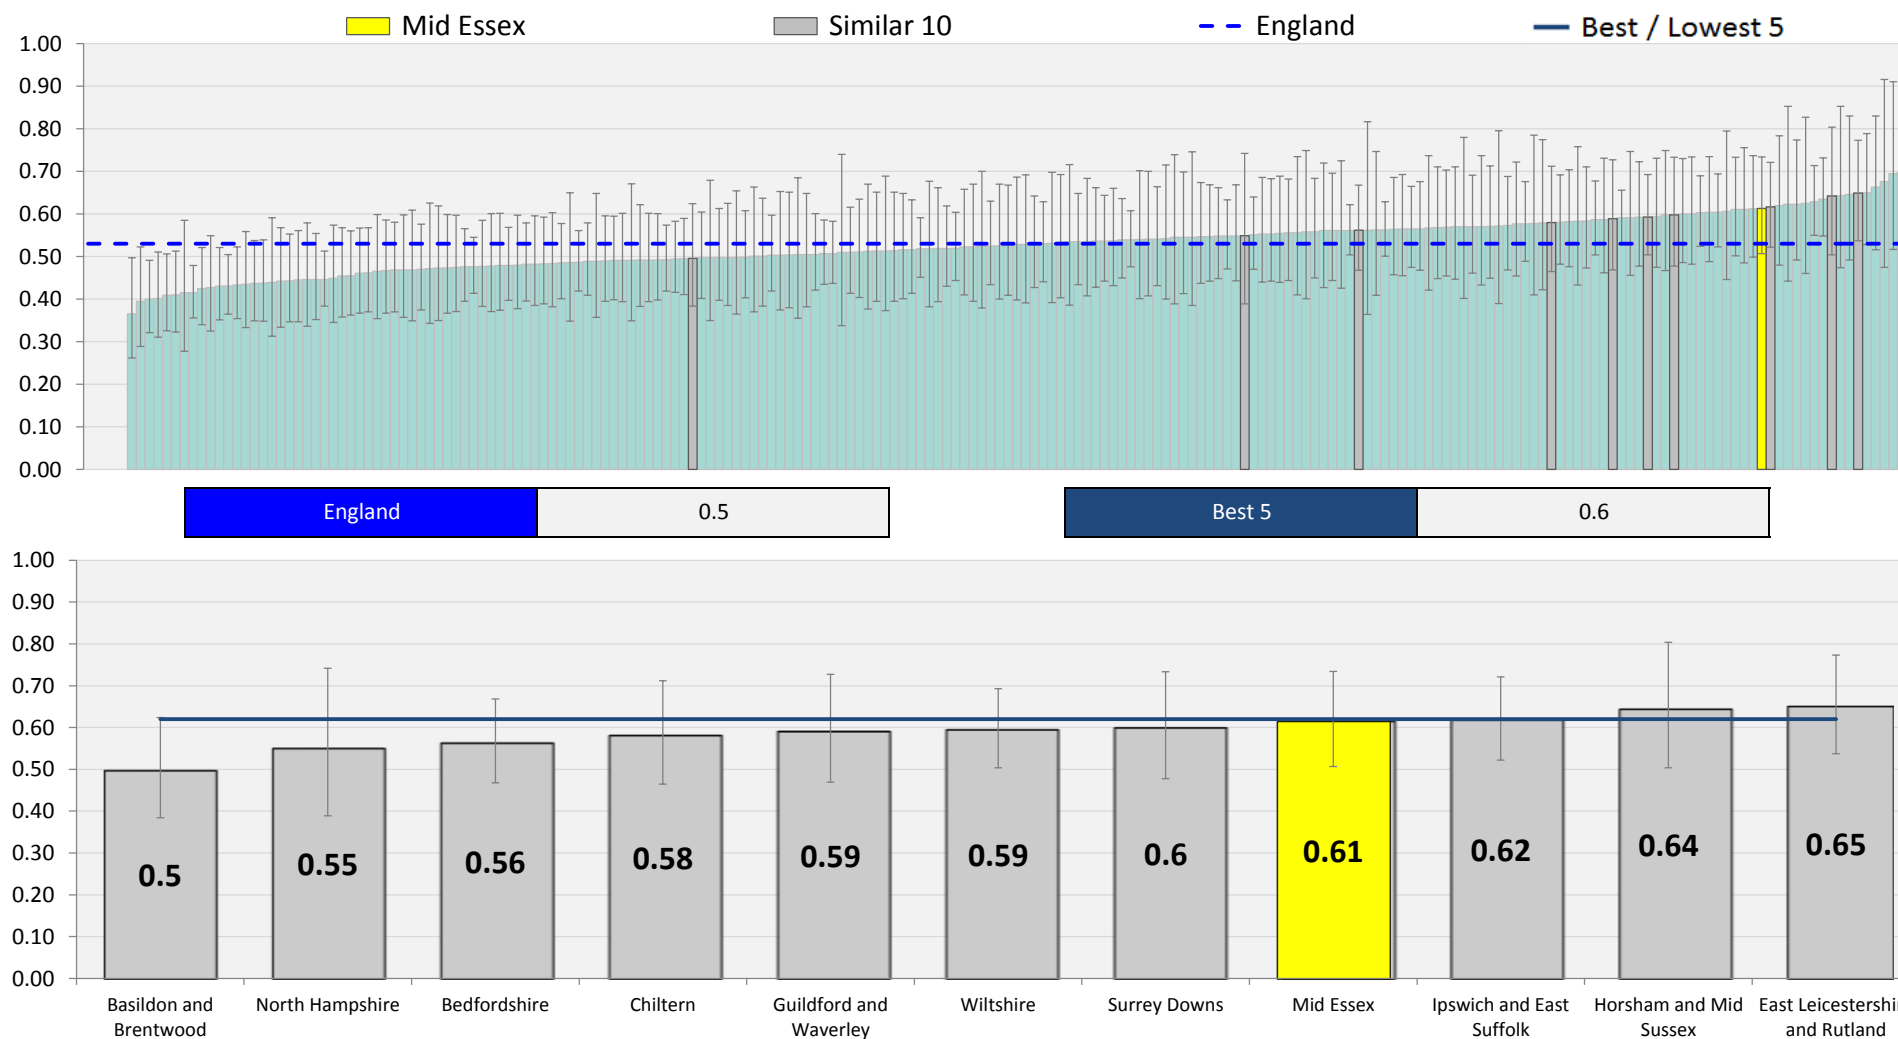 Mid Essex Similar 10 England Best / Lowest 5
1.00
0.90
0.80
0.70
0.60
0.50
0.40
0.30
0.20
0.10
0.00
England 0.5 Best 5 0.6
1.00
0.90
0.80
0.70
0.60
0.50
0.40
0.30
0.20
0.10
0.00
0.5 0.55 0.56 0.58 0.59 0.59 0.6 0.61 0.62 0.64 0.65
Basildon and Brentwood
North Hampshire
Bedfordshire
Chiltern
Guildford and Waverley
Wiltshire
Surrey Downs
Mid Essex
Ipswich and East Suffolk
Horsham and Mid Sussex
East Leicestershir and Rutland